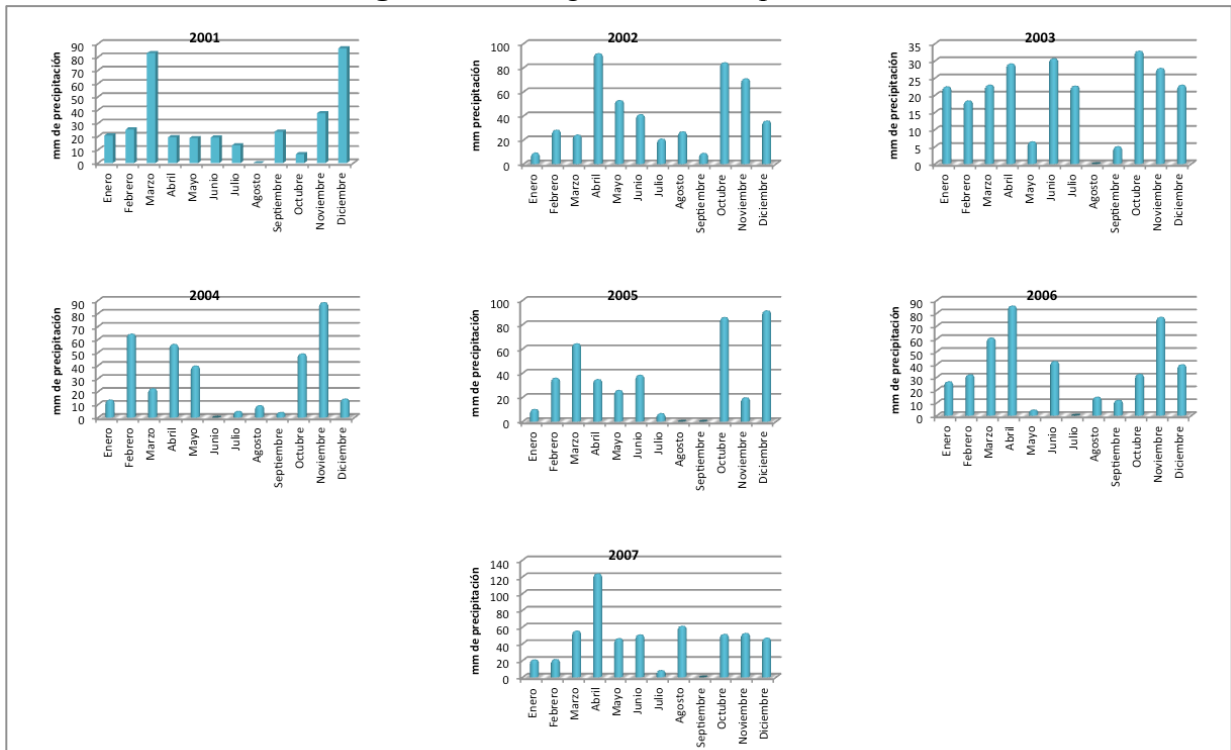 2001
mm de precipitación
90
80
70
60
50
40
30
20
10
0
Enero
Febrero
Marzo
Abril
Mayo
Junio
Julio
Agosto
Septiembre
Octubre
Noviembre
Diciembre
2002
mm precipitación
100
80
60
40
20
0
Enero
Febrero
Marzo
Abril
Mayo
Junio
Julio
Agosto
Septiembre
Octubre
Noviembre
Diciembre
2003
mm de precipitación
35
30
25
20
15
10
5
0
Enero
Febrero
Marzo
Abril
Mayo
Junio
Julio
Agosto
Septiembre
Octubre
Noviembre
Diciembre
2004
mm de precipitación
90
80
70
60
50
40
30
20
10
0
Enero
Febrero
Marzo
Abril
Mayo
Junio
Julio
Agosto
Septiembre
Octubre
Noviembre
Diciembre
2005
mm de precipitación
100
80
60
40
20
0
Enero
Febrero
Marzo
Abril
Mayo
Junio
Julio
Agosto
Septiembre
Octubre
Noviembre
Diciembre
2006
mm de precipitación
90
80
70
60
50
40
30
20
10
0
Enero
Febrero
Marzo
Abril
Mayo
Junio
Julio
Agosto
Septiembre
Octubre
Noviembre
Diciembre
2007
mm de precipitación
140
120
100
80
60
40
20
0
Enero
Febrero
Marzo
Abril
Mayo
Junio
Julio
Agosto
Septiembre
Octubre
Noviembre
Diciembre